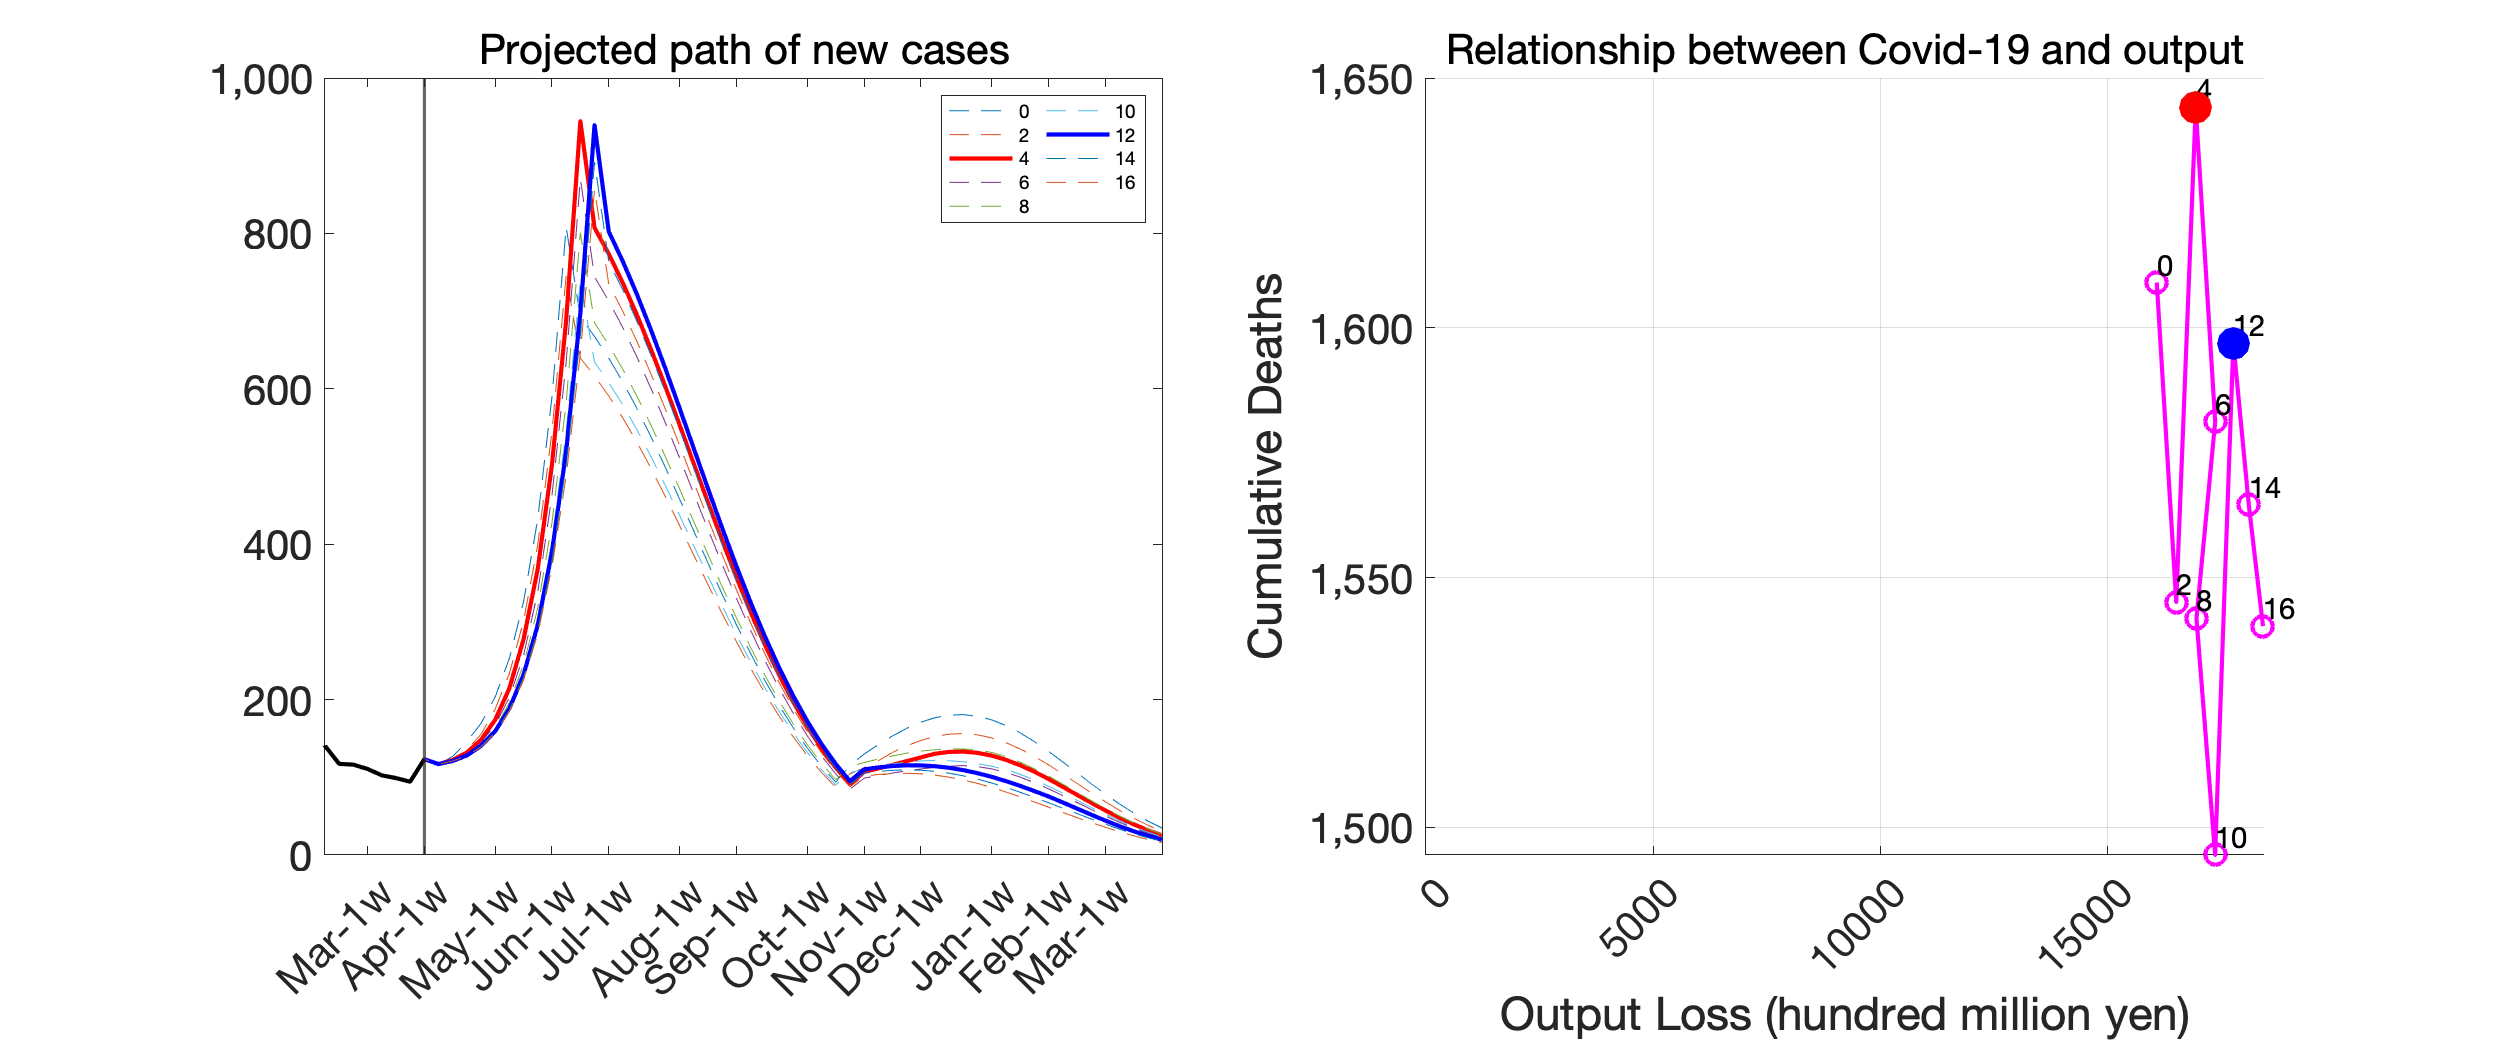 Projected path of new cases
1,000
800
600
400
200
0
0
2
4
6
8
10
12
14
16
Mar-1w
Apr-1w
May-1w
Jun-1w
Jul-1w
Aug-1w
Sep-1w
Oct-1w
Nov-1w
Dec-1w
Jan-1w
Feb-1w
Mar-1w
Relationship between Covid-19 and output
Cumulative Deaths
1,650
1,600
1,550
1,500
4
0
12
6
14
2
8
16
10
0
5000
10000
15000
Output Loss (hundred million yen)